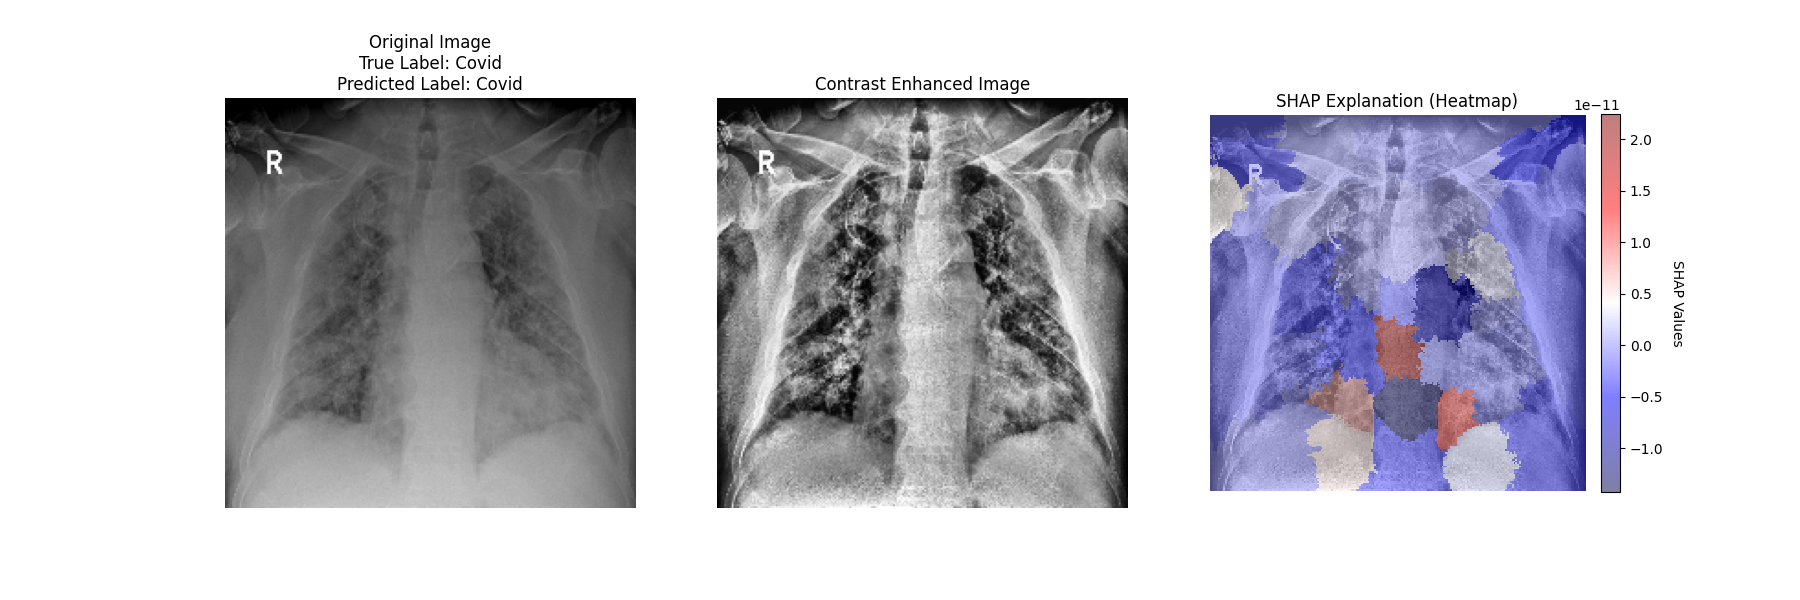 Original Image
True Label: Covid
Predicted Label: Covid
R
Contrast Enhanced Image
R
SHAP Explanation (Heatmap)
R
1e−11
2.0
1.5
1.0
0.5
0.0
−0.5
−1.0
SHAP Values